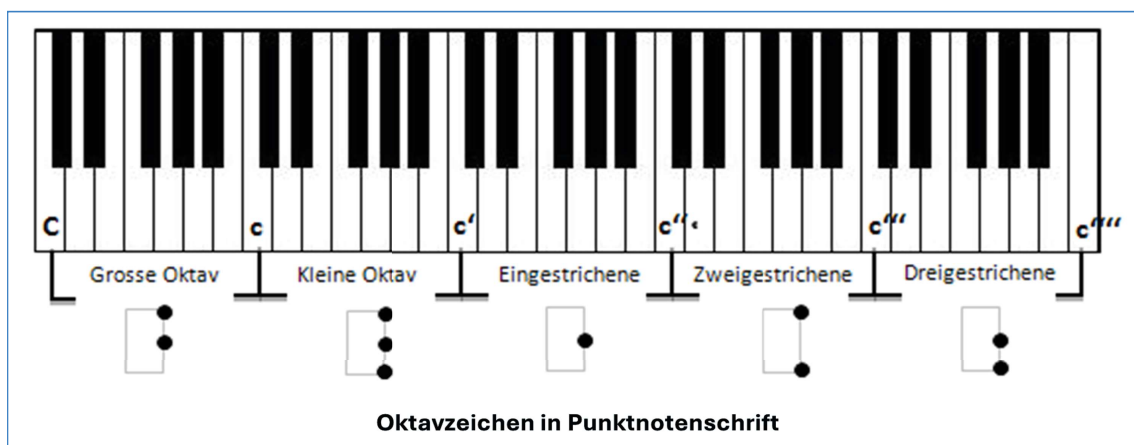 C c c‘ c‘‘‘ c‘‘‘ c‘‘‘‘
Grosse Oktav Kleine Oktav Eingestrichene Zweigestrichene Dreigestrichene
Oktavzeichen in Punktnotenschrift